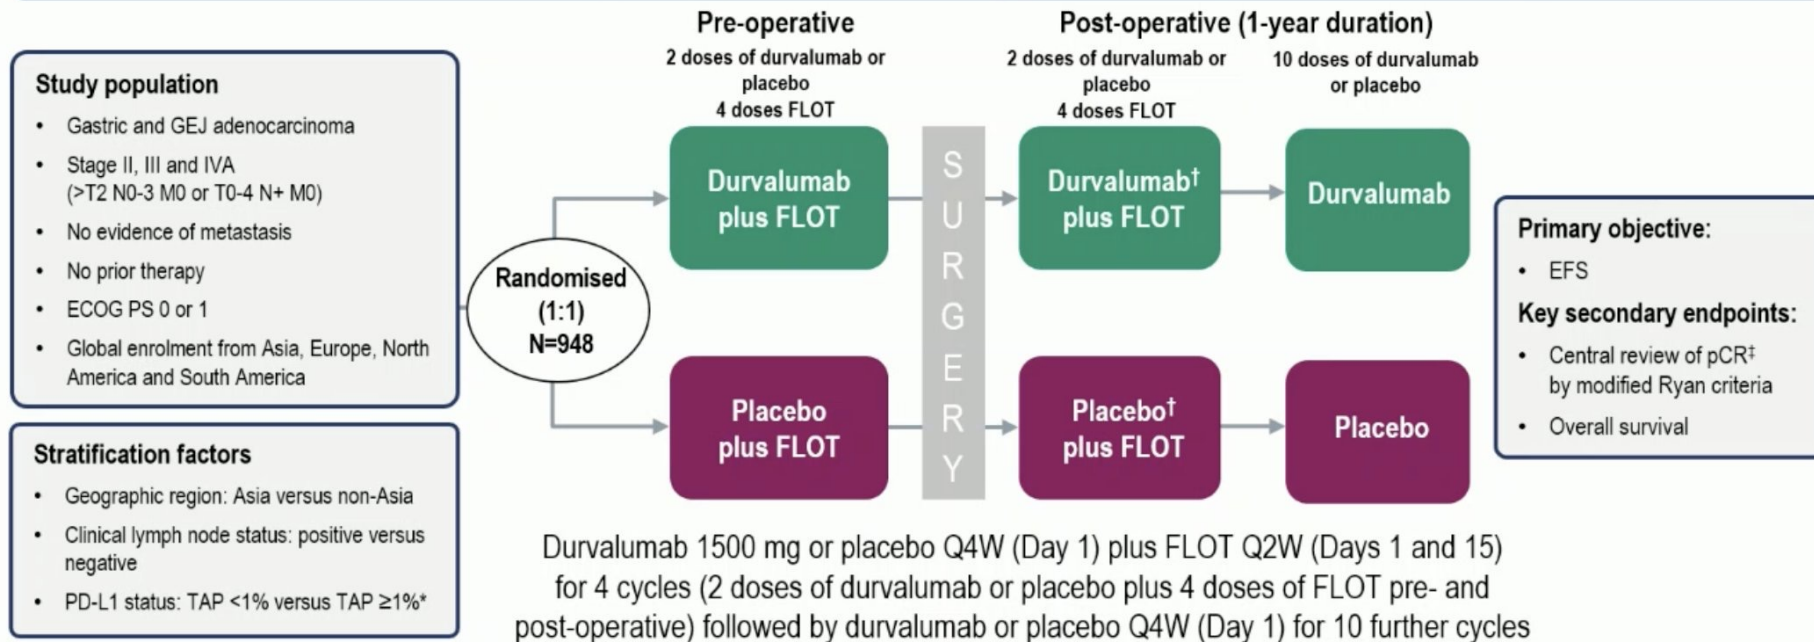 Study population
• Gastric and GEJ adenocarcinoma
• Stage II, III and IVA
(>T2 N0-3 M0 or T0-4 N+ M0)
• No evidence of metastasis
• No prior therapy
• ECOG PS 0 or 1
• Global enrolment from Asia, Europe, North
America and South America
Stratification factors
• Geographic region: Asia versus non-Asia
• Clinical lymph node status: positive versus
negative
• PD-L1 status: TAP <1% versus TAP ≥1%*
Randomised
(1:1)
N=948
Pre-operative
2 doses of durvalumab or
placebo
4 doses FLOT
Durvalumab
plus FLOT
Placebo
plus FLOT
SURGERY
Post-operative (1-year duration)
2 doses of durvalumab or
placebo
4 doses FLOT
Durvalumab†
plus FLOT
Placebo†
plus FLOT
10 doses of durvalumab
or placebo
Durvalumab
Placebo
Primary objective:
• EFS
Key secondary endpoints:
• Central review of pCR‡
by modified Ryan criteria
• Overall survival
Durvalumab 1500 mg or placebo Q4W (Day 1) plus FLOT Q2W (Days 1 and 15)
for 4 cycles (2 doses of durvalumab or placebo plus 4 doses of FLOT pre- and
post-operative) followed by durvalumab or placebo Q4W (Day 1) for 10 further cycles